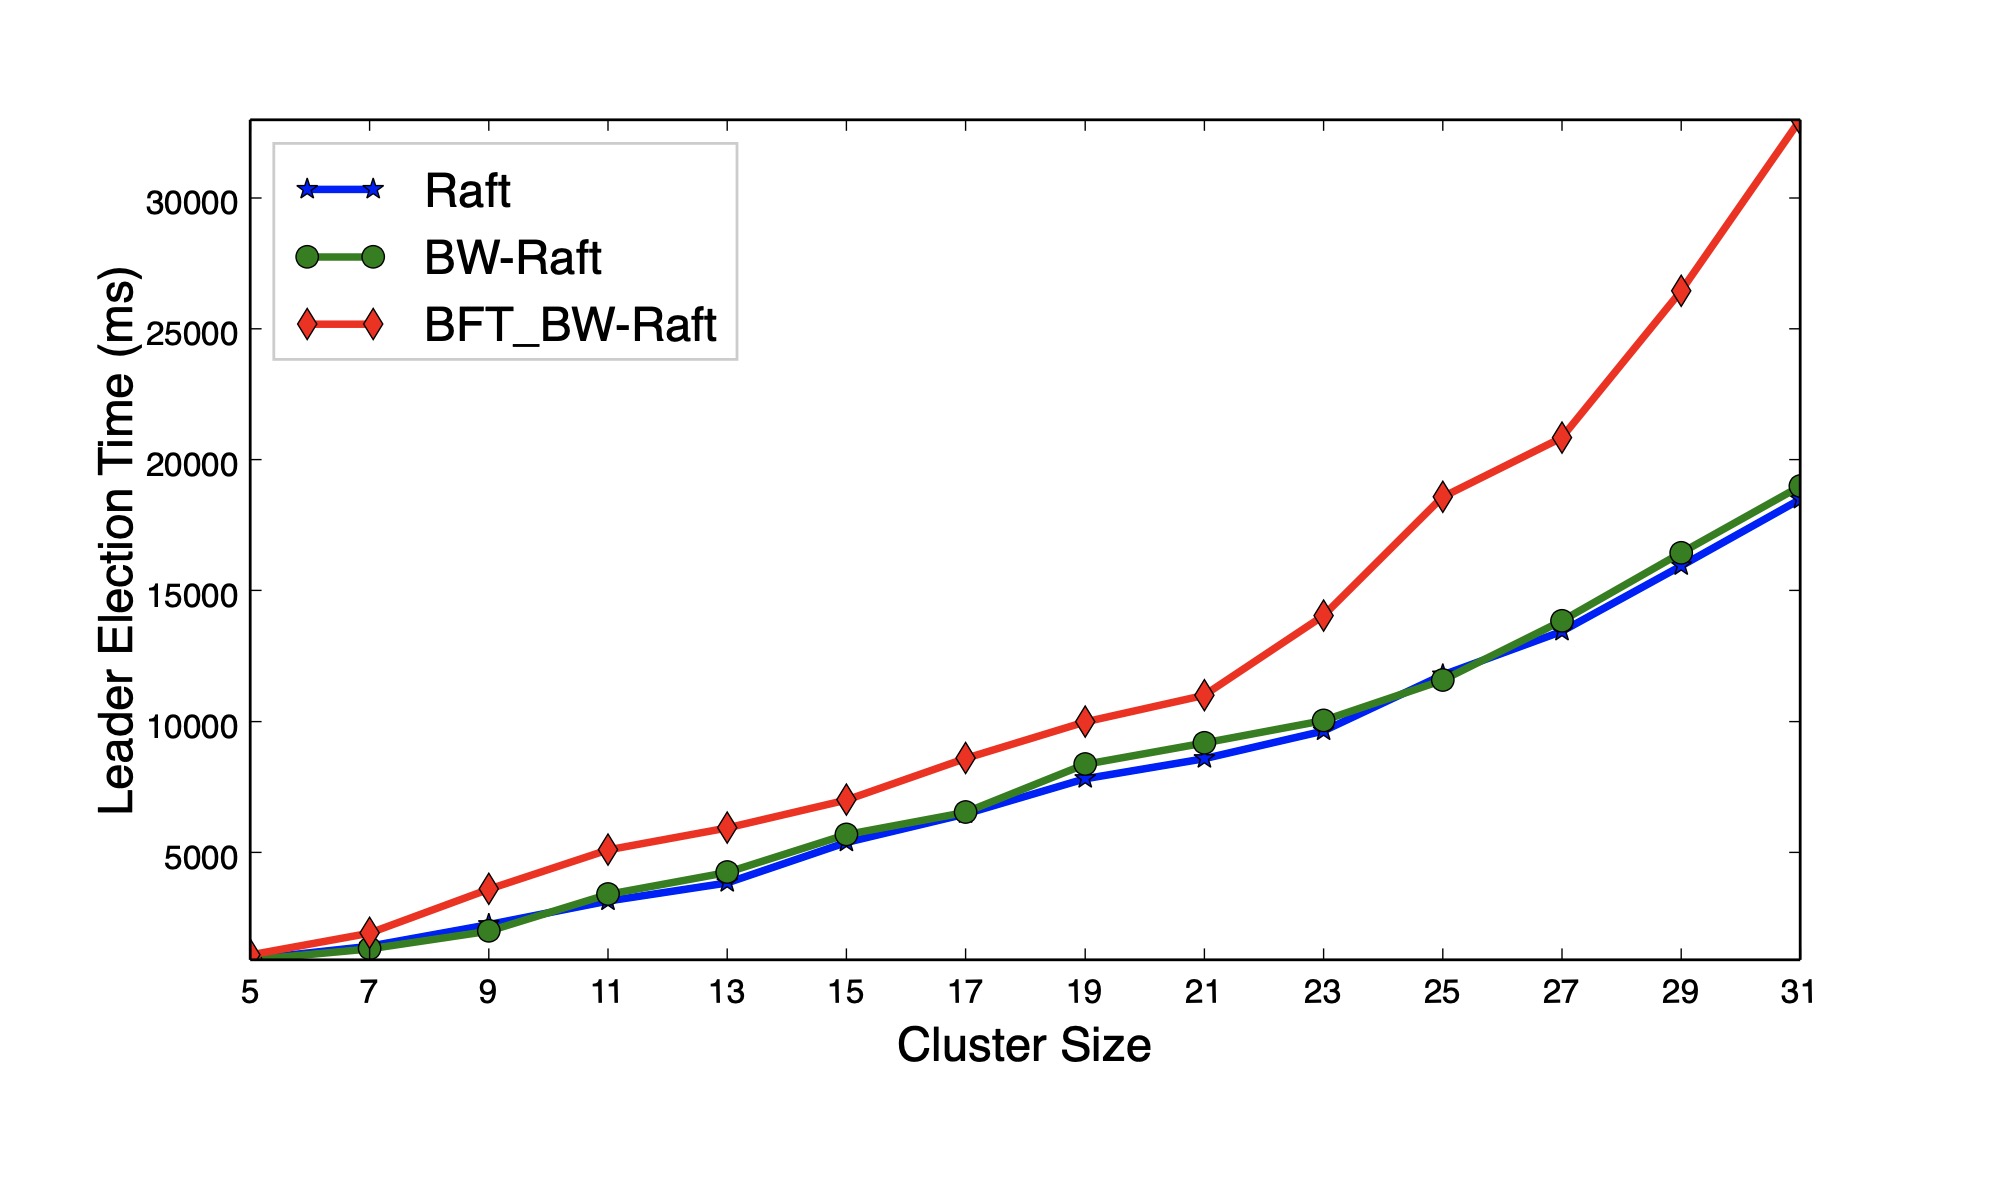 Raft
BW-Raft
BFT_BW-Raft
Leader Election Time (ms)
30000
25000
20000
15000
10000
5000
5 7 9 11 13 15 17 19 21 23 25 27 29 31
Cluster Size